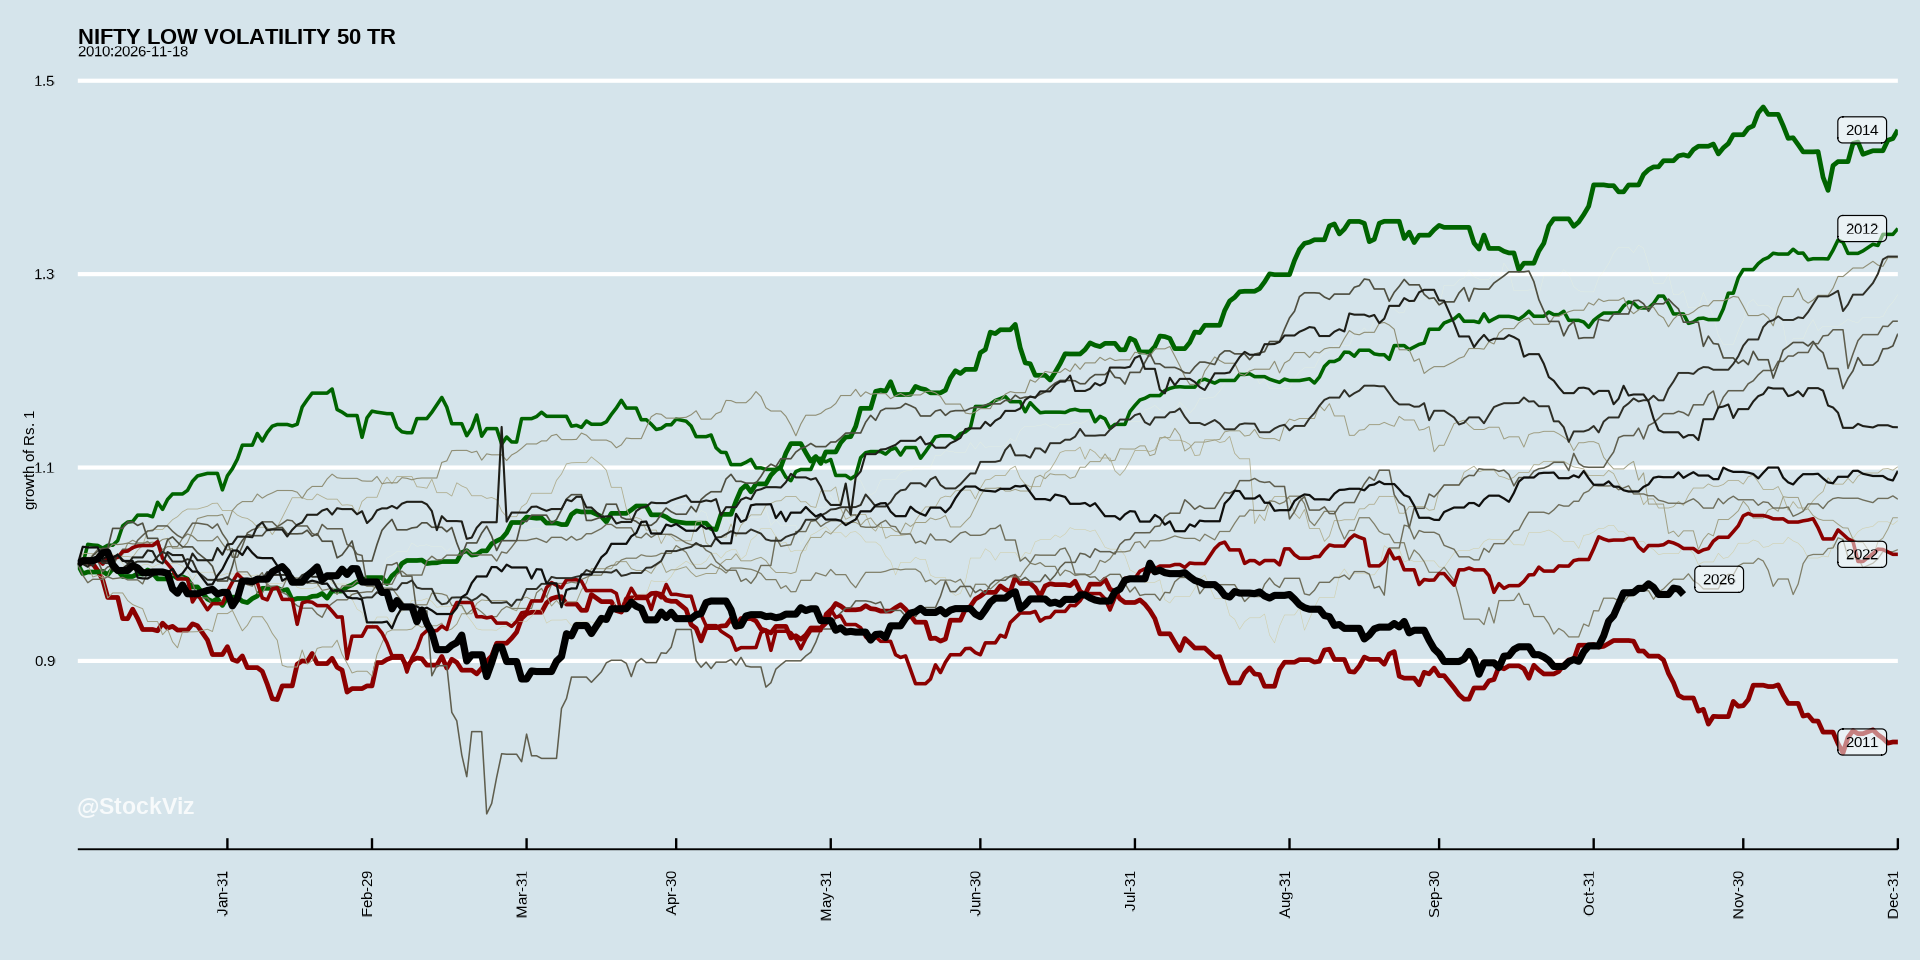 NIFTY LOW VOLATILITY 50 TR
2010:2026-11-18
1.5
1.3
1.1
0.9
growth of Rs. 1
2014
2012
2022
2026
2011
@StockViz
Jan-31
Feb-29
Mar-31
Apr-30
May-31
Jun-30
Jul-31
Aug-31
Sep-30
Oct-31
Nov-30
Dec-31